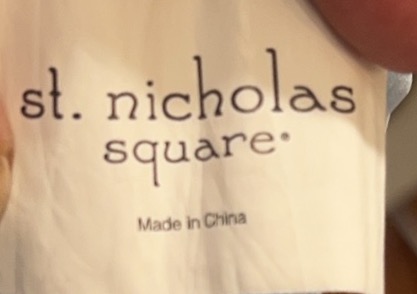 st. nicholas
square®
Made in China